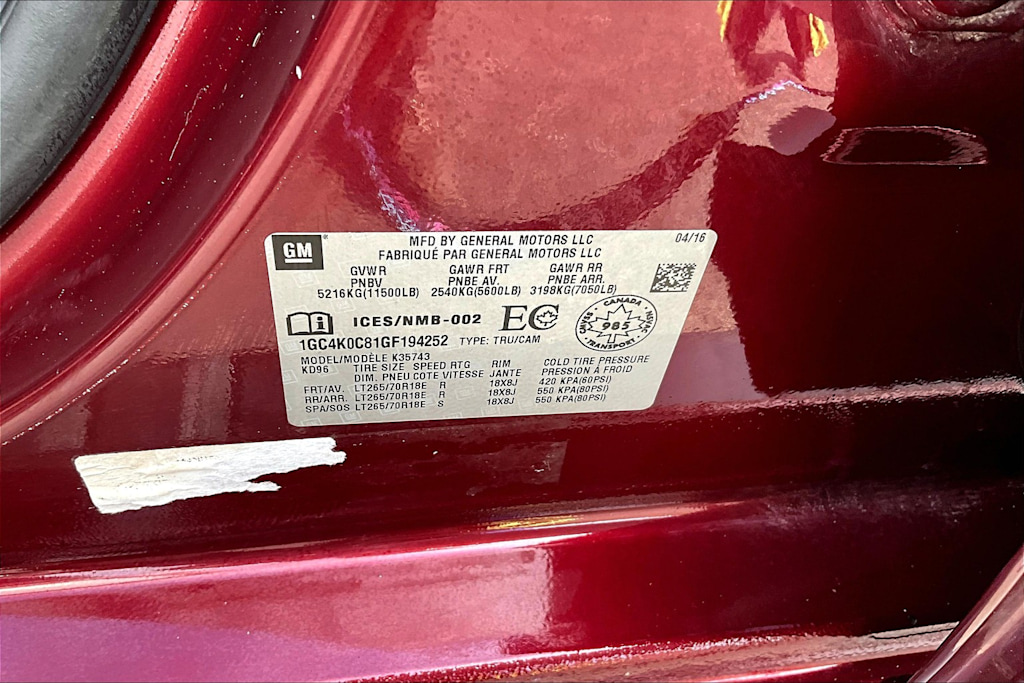 GM
MFD BY GENERAL MOTORS LLC
04/16
FABRIQUÉ PAR GENERAL MOTORS LLC
GVWR GAWR FRT GAWR RR
PNBV PNBE AV. PNBE ARR.
5216KG(11500LB) 2540KG(5600LB) 3198KG(7050LB)
ICES/NMB-002 EC
CANADA
985
TRANSPORT
1GC4K0C81GF194252 TYPE: TRU/CAM
MODEL/MODÈLE K35743
KD96 TIRE SIZE SPEED RTG RIM COLD TIRE PRESSURE
DIM. PNEU COTE VITESSE JANTE PRESSION À FROID
FRT/AV. LT265/70R18E R 18X8J 420 KPA(60PSI)
RR/ARR. LT265/70R18E R 18X8J 550 KPA(80PSI)
SPA/SOS LT265/70R18E S 18X8J 550 KPA(80PSI)